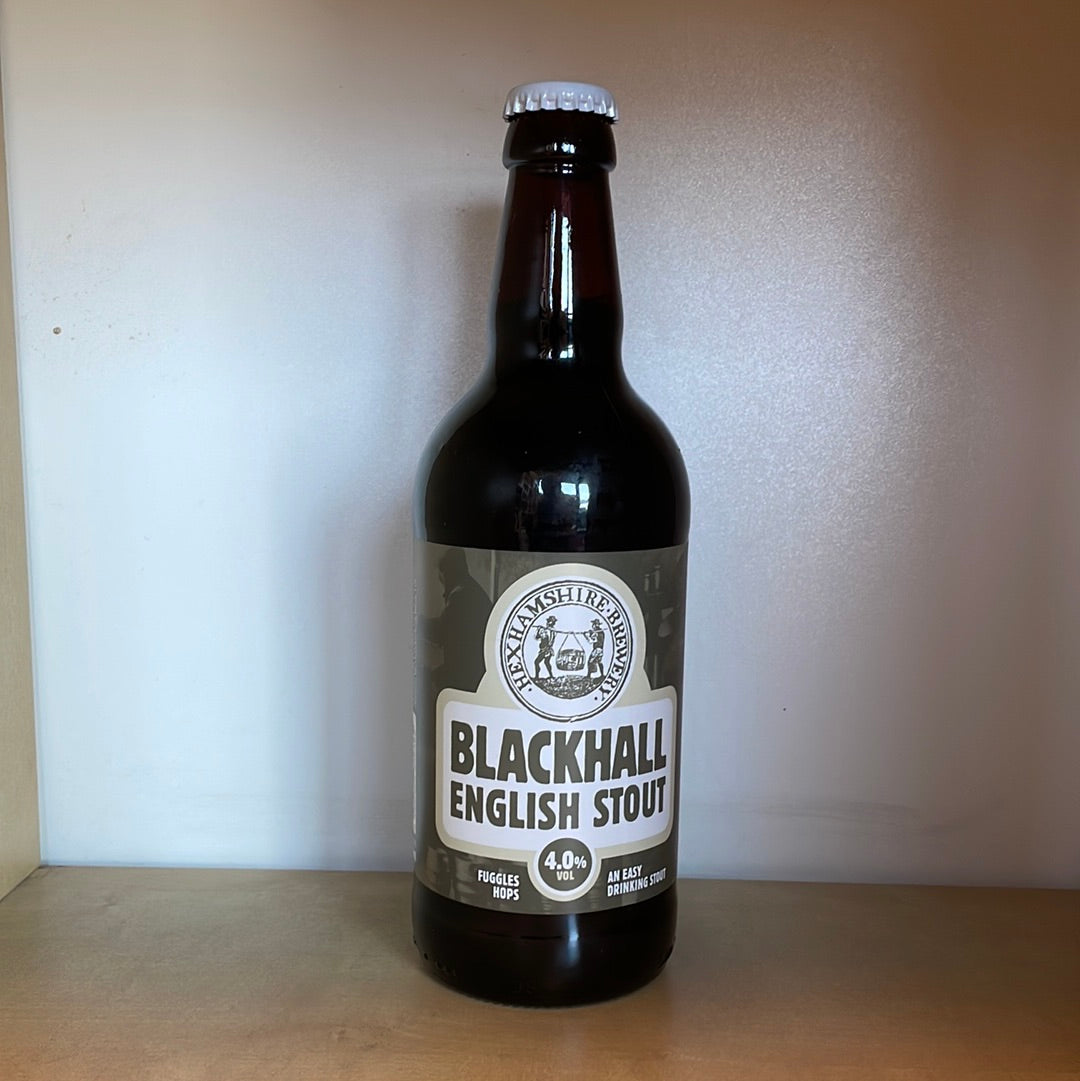 ·HEXHAMSHIRE·BREWERY·
BLACKHALL
ENGLISH STOUT
4.0%
VOL
FUGGLES
HOPS
AN EASY
DRINKING STOUT